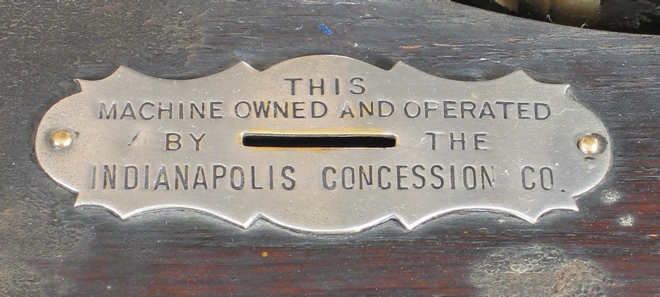 THIS
MACHINE OWNED AND OPERATED
BY THE
INDIANAPOLIS CONCESSION CO.